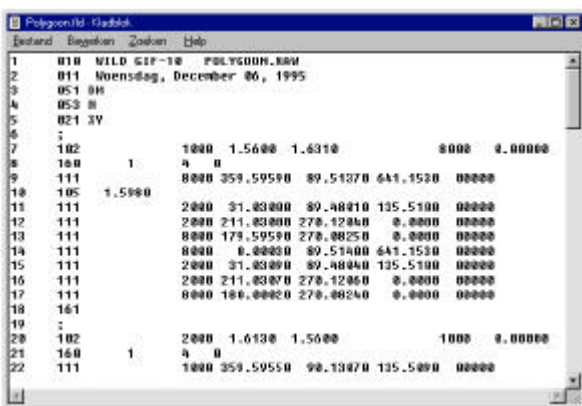 Polygoon.fld - Kladblok
Bestand Bewerken Zoeken Help
1 010 WILD GIF-10 POLYGOON.RAW
2 011 Woensdag, December 06, 1995
3 051 DM
4 053 N
5 021 XY
6 ;
7 102 1000 1.5600 1.6310 8000 0.00000
8 160 1 4 0
9 111 8000 359.59590 89.51370 641.1530 00000
10 105 1.5980
11 111 2000 31.03080 89.48010 135.5100 00000
12 111 2000 211.03080 270.12040 0.0000 00000
13 111 8000 179.59590 270.08250 0.0000 00000
14 111 8000 0.00030 89.51400 641.1530 00000
15 111 2000 31.03090 89.48040 135.5100 00000
16 111 2000 211.03070 270.12060 0.0000 00000
17 111 8000 180.00020 270.08240 0.0000 00000
18 161
19 ;
20 102 2000 1.6130 1.5600 1000 0.00000
21 160 1 4 0
22 111 1000 359.59550 90.13070 135.5090 00000